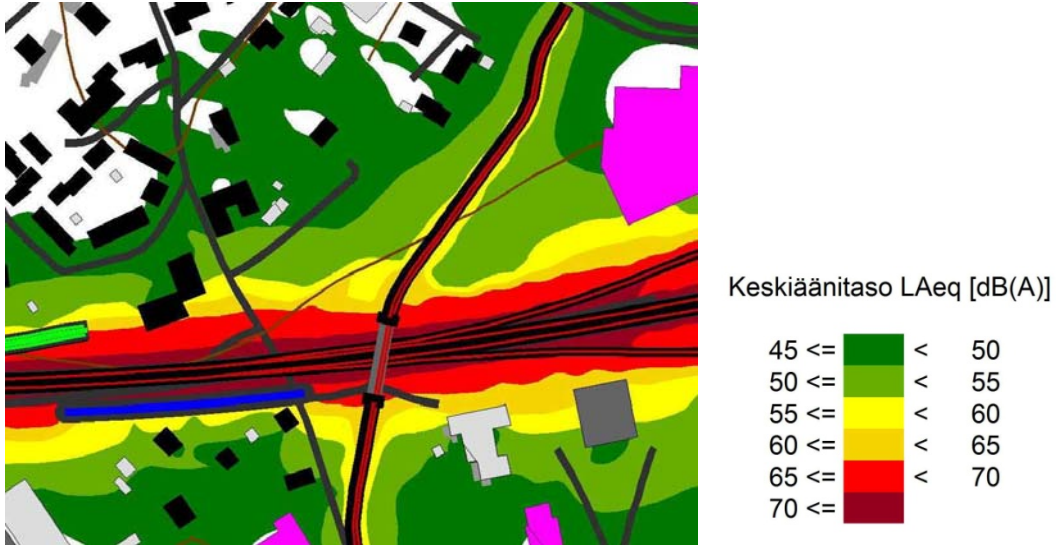 Keskiäänitaso LAeq [dB(A)]
45 <= < 50
50 <= < 55
55 <= < 60
60 <= < 65
65 <= < 70
70 <=